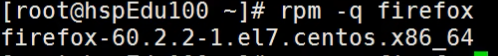 [root@hspEdu100 ~]# rpm -q firefox
firefox-60.2.2-1.el7.centos.x86_64